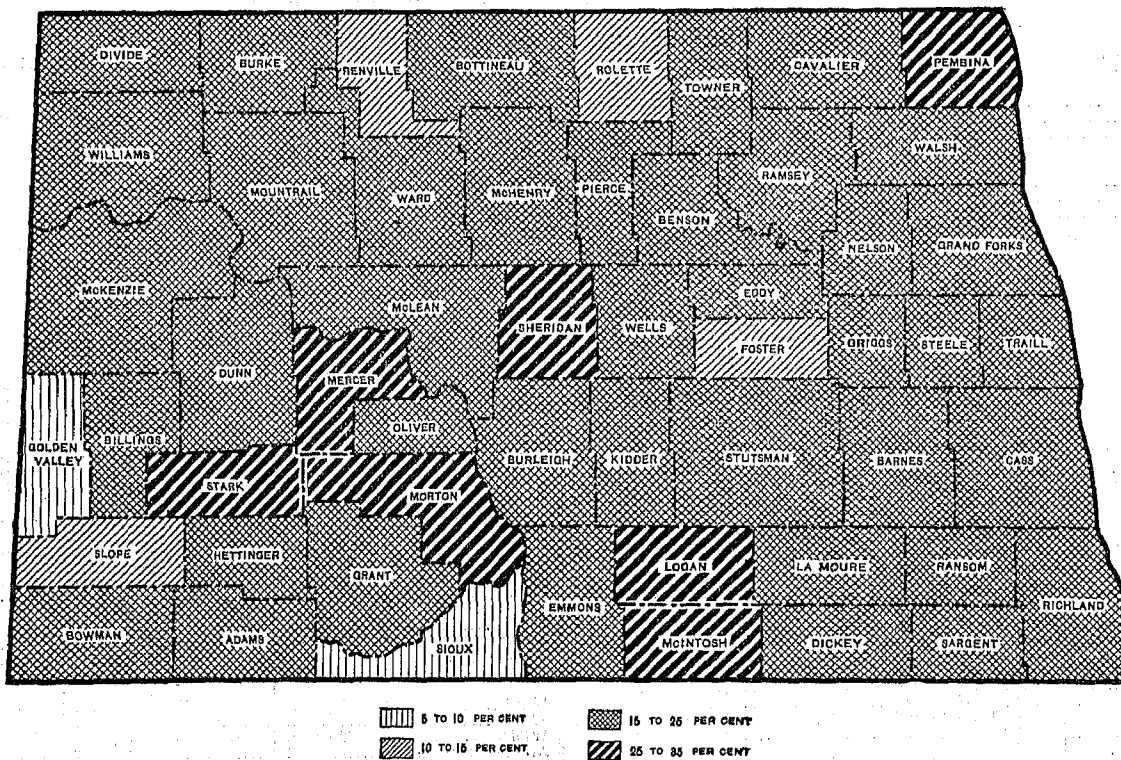 DIVIDE
BURKE
RENVILLE
BOTTINEAU
ROLETTE
TOWNER
CAVALIER
PEMBINA
WILLIAMS
MOUNTRAIL
WARD
McHENRY
PIERCE
BENSON
RAMSEY
WALSH
NELSON
GRAND FORKS
McKENZIE
DUNN
McLEAN
MERCER
SHERIDAN
WELLS
EDDY
FOSTER
GRIGGS
STEELE
TRAILL
GOLDEN
VALLEY
BILLINGS
STARK
OLIVER
MORTON
BURLEIGH
KIDDER
STUTSMAN
BARNES
CASS
SLOPE
HETTINGER
GRANT
LOGAN
LA MOURE
RANSOM
RICHLAND
BOWMAN
ADAMS
SIOUX
EMMONS
McINTOSH
DICKEY
SARGENT
5 TO 10 PER CENT
10 TO 15 PER CENT
15 TO 25 PER CENT
25 TO 35 PER CENT